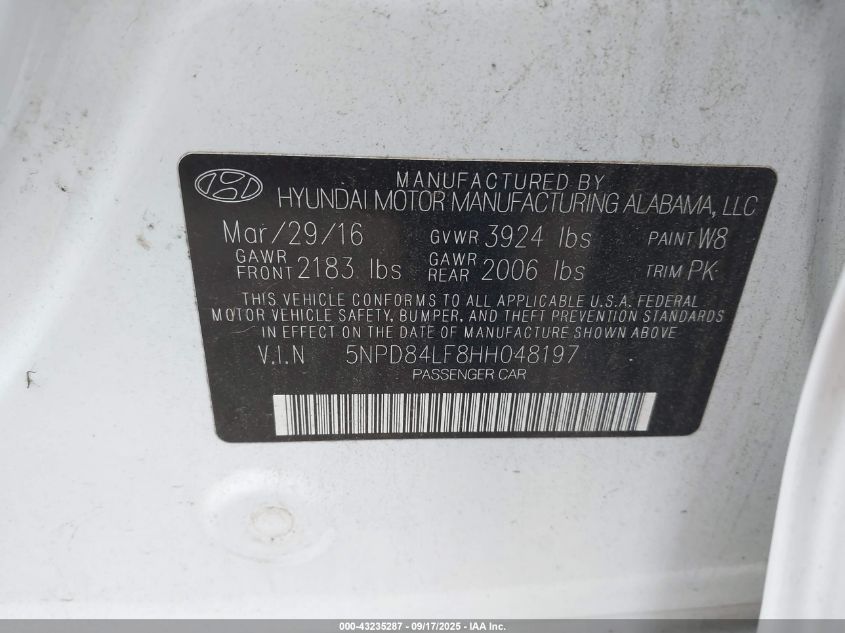 MANUFACTURED BY
HYUNDAI MOTOR MANUFACTURING ALABAMA, LLC
Mar/29/16 GVWR 3924 lbs PAINT W8
GAWR FRONT 2183 lbs GAWR REAR 2006 lbs TRIM PK
THIS VEHICLE CONFORMS TO ALL APPLICABLE U.S.A. FEDERAL
MOTOR VEHICLE SAFETY, BUMPER, AND THEFT PREVENTION STANDARDS
IN EFFECT ON THE DATE OF MANUFACTURE SHOWN ABOVE
V.I.N 5NPD84LF8HH048197
PASSENGER CAR
000-43235287 - 09/17/2025 - IAA Inc.